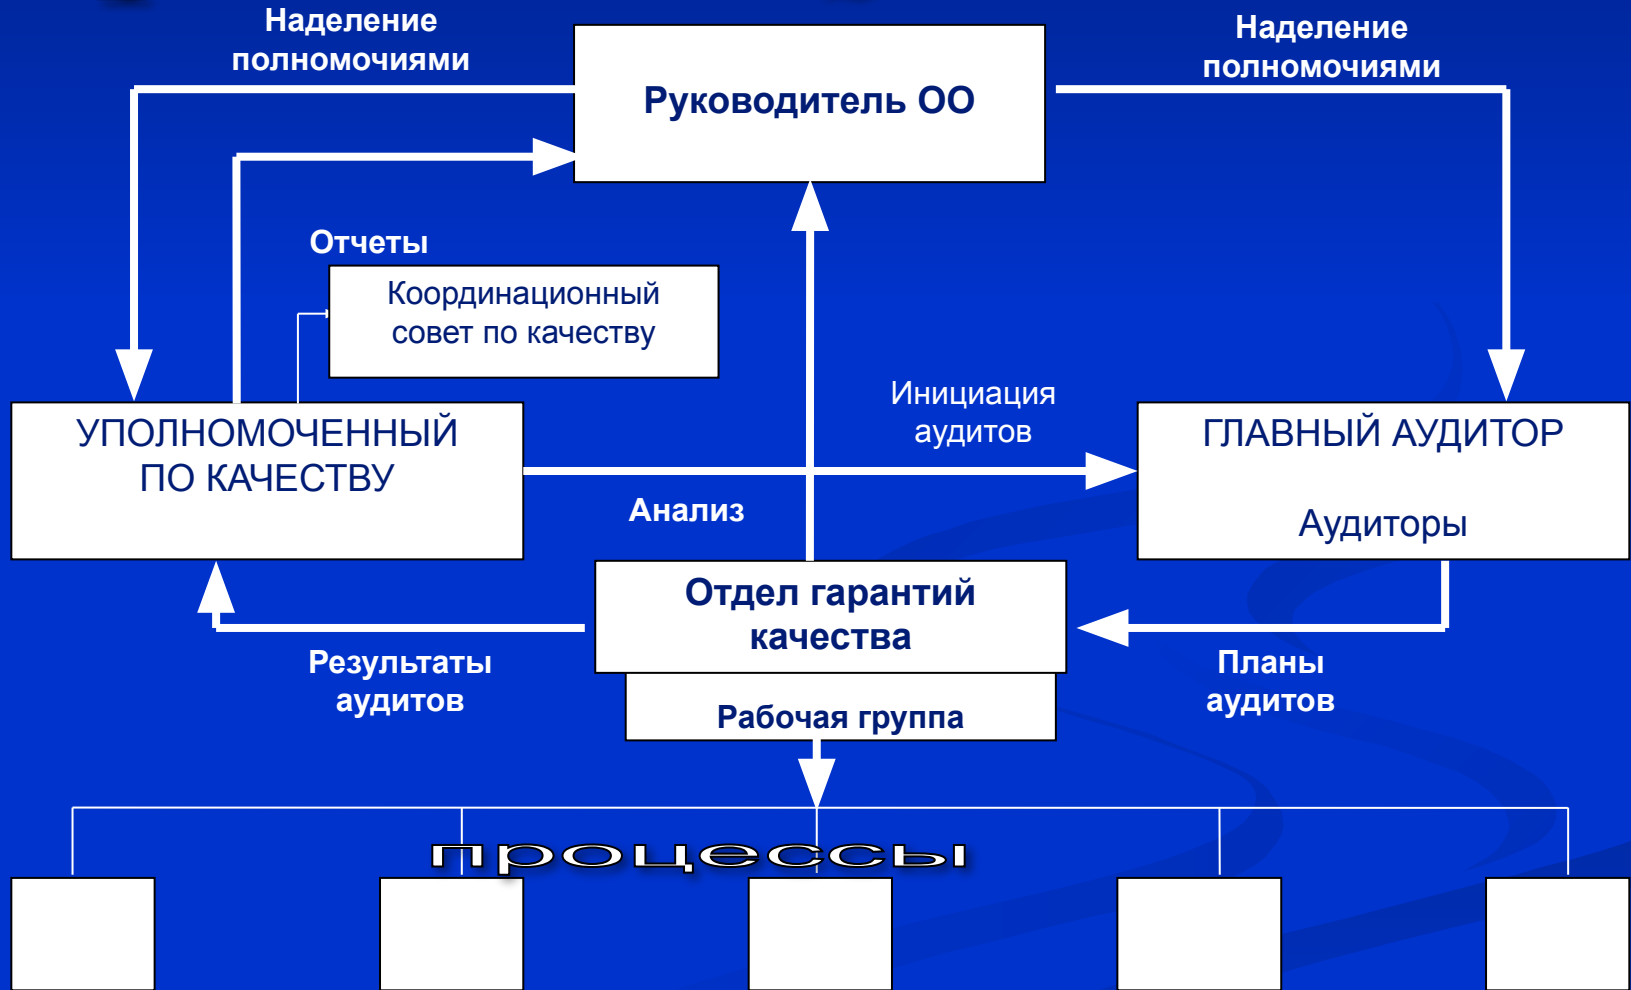 Наделение
полномочиями
Руководитель ОО
Наделение
полномочиями
Отчеты
Координационный
совет по качеству
Инициация
аудитов
УПОЛНОМОЧЕННЫЙ
ПО КАЧЕСТВУ
ГЛАВНЫЙ АУДИТОР
Аудиторы
Анализ
Отдел гарантий
качества
Результаты
аудитов
Планы
аудитов
Рабочая группа
процессы